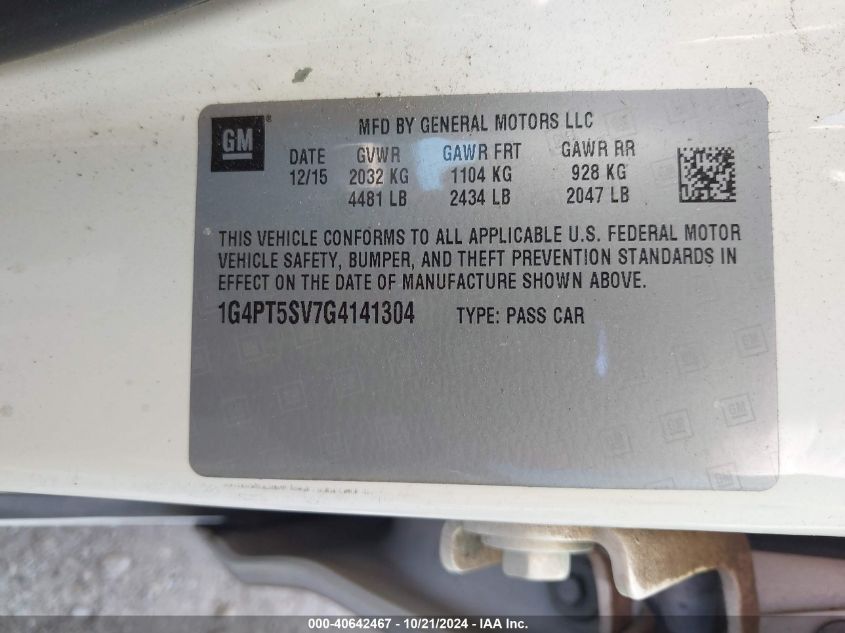 GM ®
MFD BY GENERAL MOTORS LLC
DATE GVWR GAWR FRT GAWR RR
12/15 2032 KG 1104 KG 928 KG
4481 LB 2434 LB 2047 LB
THIS VEHICLE CONFORMS TO ALL APPLICABLE U.S. FEDERAL MOTOR
VEHICLE SAFETY, BUMPER, AND THEFT PREVENTION STANDARDS IN
EFFECT ON THE DATE OF MANUFACTURE SHOWN ABOVE.
1G4PT5SV7G4141304 TYPE: PASS CAR
000-40642467 - 10/21/2024 - IAA Inc.